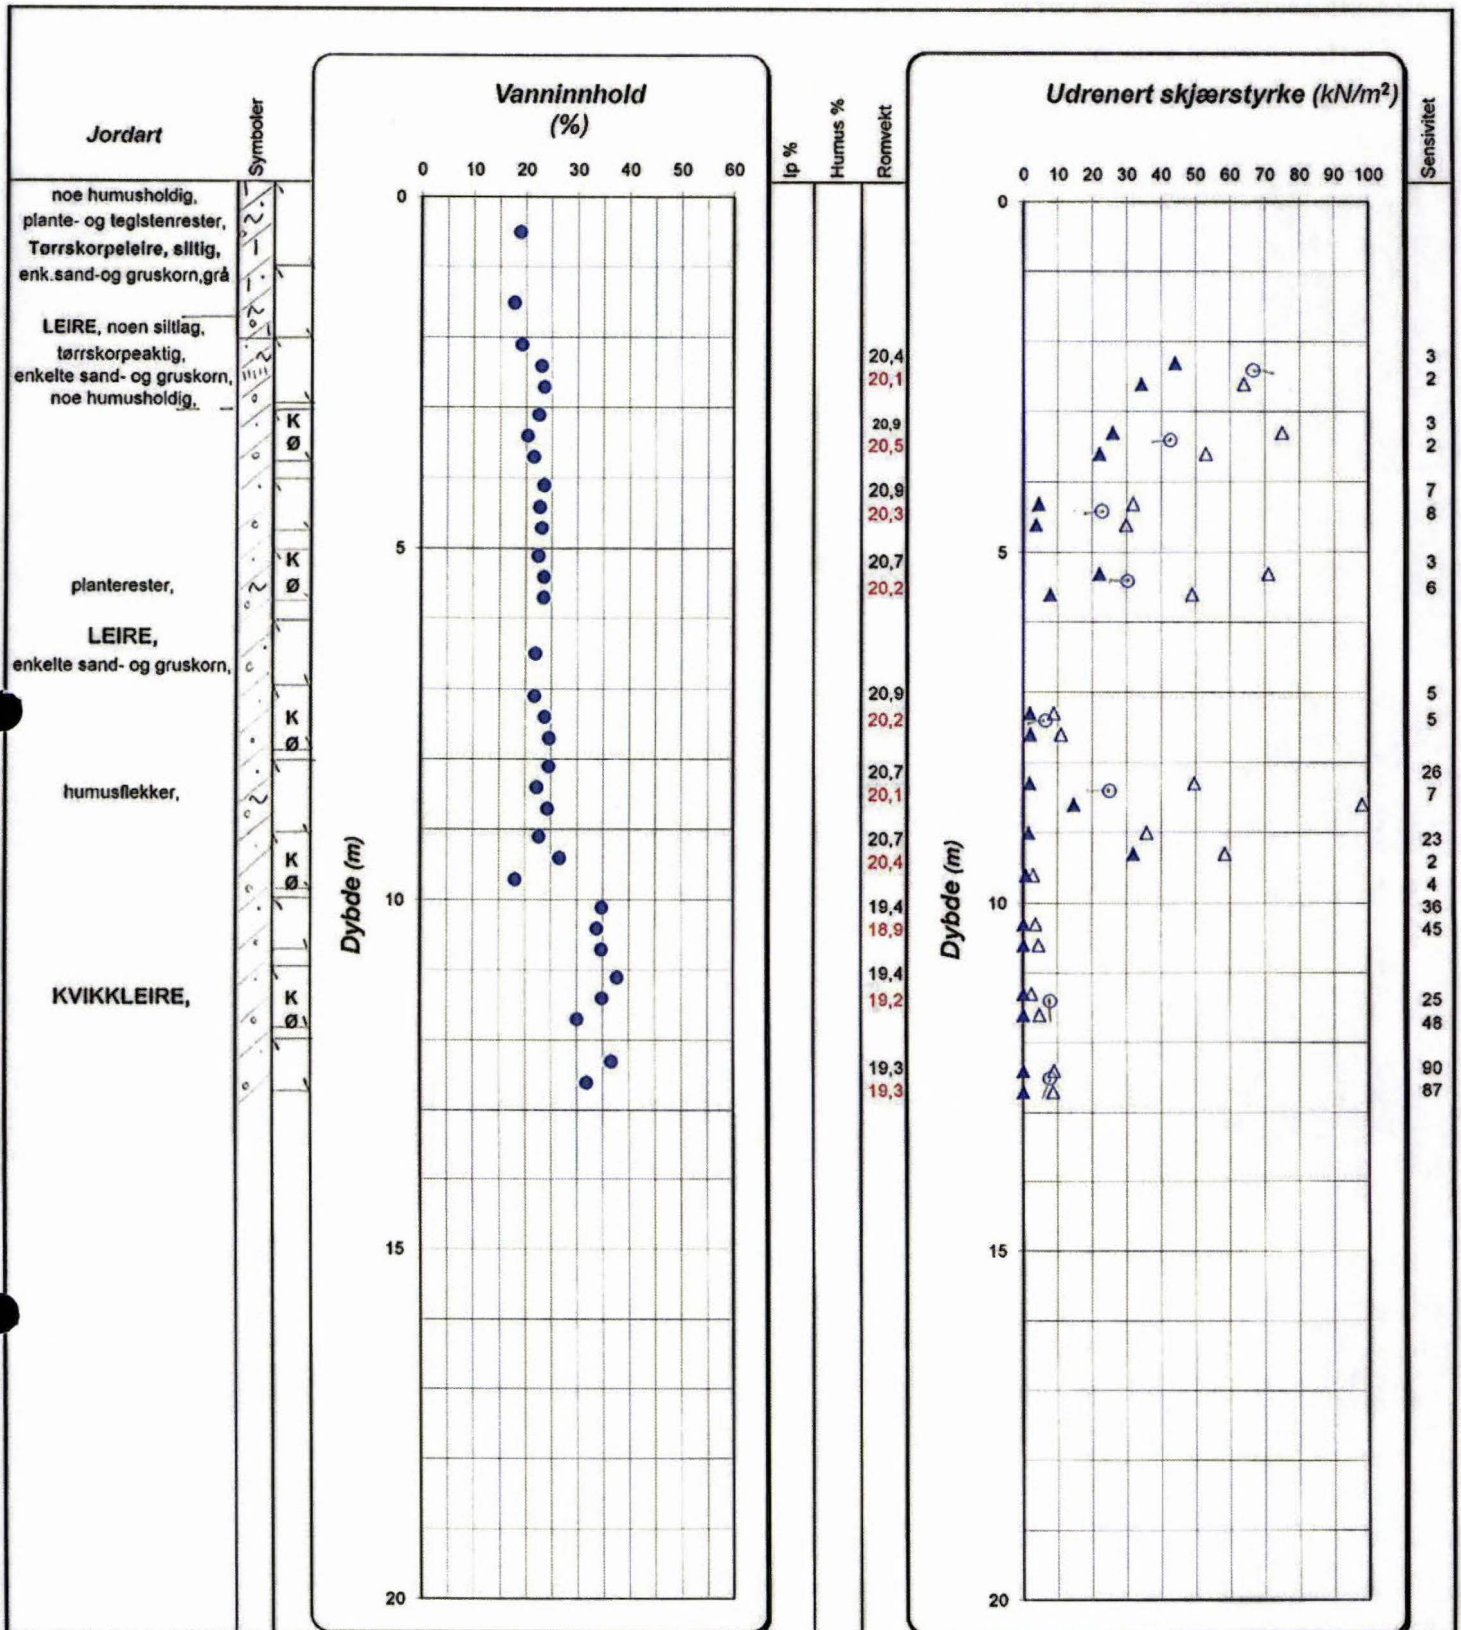 Jordart
Symboler
Vanninnhold
(%)
Ip %
Humus %
Romvekt
Udrenert skjærstyrke (kN/m²)
Sensivitet
0 10 20 30 40 50 60
0 10 20 30 40 50 60 70 80 90 100
noe humusholdig,
plante- og teglstenrester,
Tørrskorpeleire, siltig,
enk.sand-og gruskorn,grå
LEIRE, noen siltlag,
tørrskorpeaktig,
enkelte sand- og gruskorn,
noe humusholdig,
planterester,
LEIRE,
enkelte sand- og gruskorn,
humusflekker,
KVIKKLEIRE,
K
Ø
K
Ø
K
Ø
K
Ø
K
Ø
Dybde (m)
0
5
10
15
20
20,4
20,1
20,9
20,5
20,9
20,3
20,7
20,2
20,9
20,2
20,7
20,1
20,7
20,4
19,4
18,9
19,4
19,2
19,3
19,3
Dybde (m)
0
5
10
15
20
3
2
3
2
7
8
3
6
5
5
26
7
23
2
4
36
45
25
48
90
87